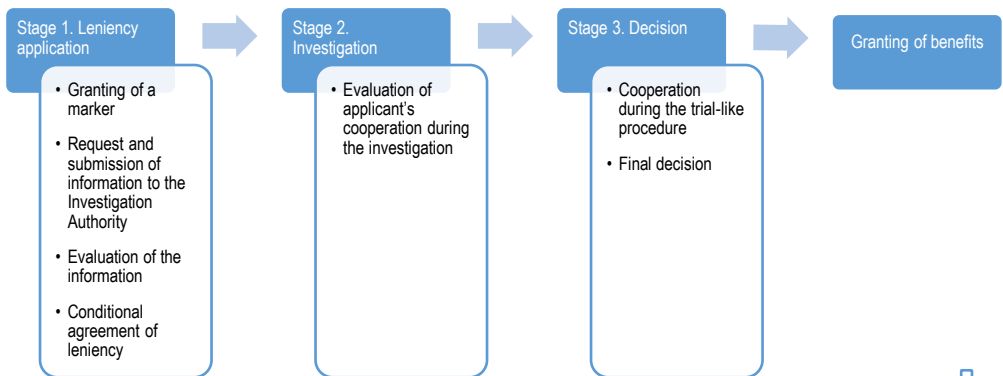 Stage 1. Leniency
application
• Granting of a
marker
• Request and
submission of
information to the
Investigation
Authority
• Evaluation of the
information
• Conditional
agreement of
leniency
Stage 2.
Investigation
• Evaluation of
applicant's
cooperation during
the investigation
Stage 3. Decision
• Cooperation
during the trial-like
procedure
• Final decision
Granting of benefits